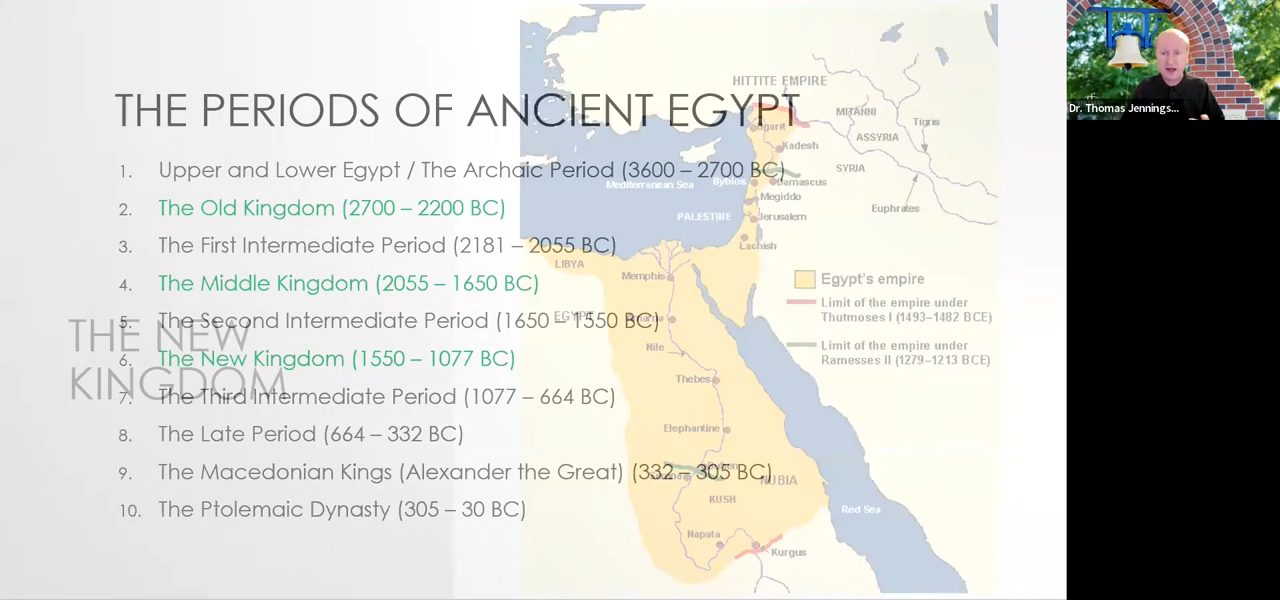 THE PERIODS OF ANCIENT EGYPT
1. Upper and Lower Egypt / The Archaic Period (3600 – 2700 BC)
2. The Old Kingdom (2700 – 2200 BC)
3. The First Intermediate Period (2181 – 2055 BC)
4. The Middle Kingdom (2055 – 1650 BC)
5. The Second Intermediate Period (1650 – 1550 BC)
6. The New Kingdom (1550 – 1077 BC)
7. The Third Intermediate Period (1077 – 664 BC)
8. The Late Period (664 – 332 BC)
9. The Macedonian Kings (Alexander the Great) (332 – 305 BC)
10. The Ptolemaic Dynasty (305 – 30 BC)
THE NEW
KINGDOM
HITTITE EMPIRE
MITANNI
Tigris
ASSYRIA
Kadesh
SYRIA
Mediterranean Sea
Byblos
Damascus
Megiddo
Euphrates
PALESTINE
Jerusalem
Lachish
LIBYA
Memphis
EGYPT
Nile
Thebes
Elephantine
NUBIA
KUSH
Red Sea
Napata
Kurgus
Egypt's empire
Limit of the empire under
Thutmoses I (1493–1482 BCE)
Limit of the empire under
Ramesses II (1279–1213 BCE)
Dr. Thomas Jennings...